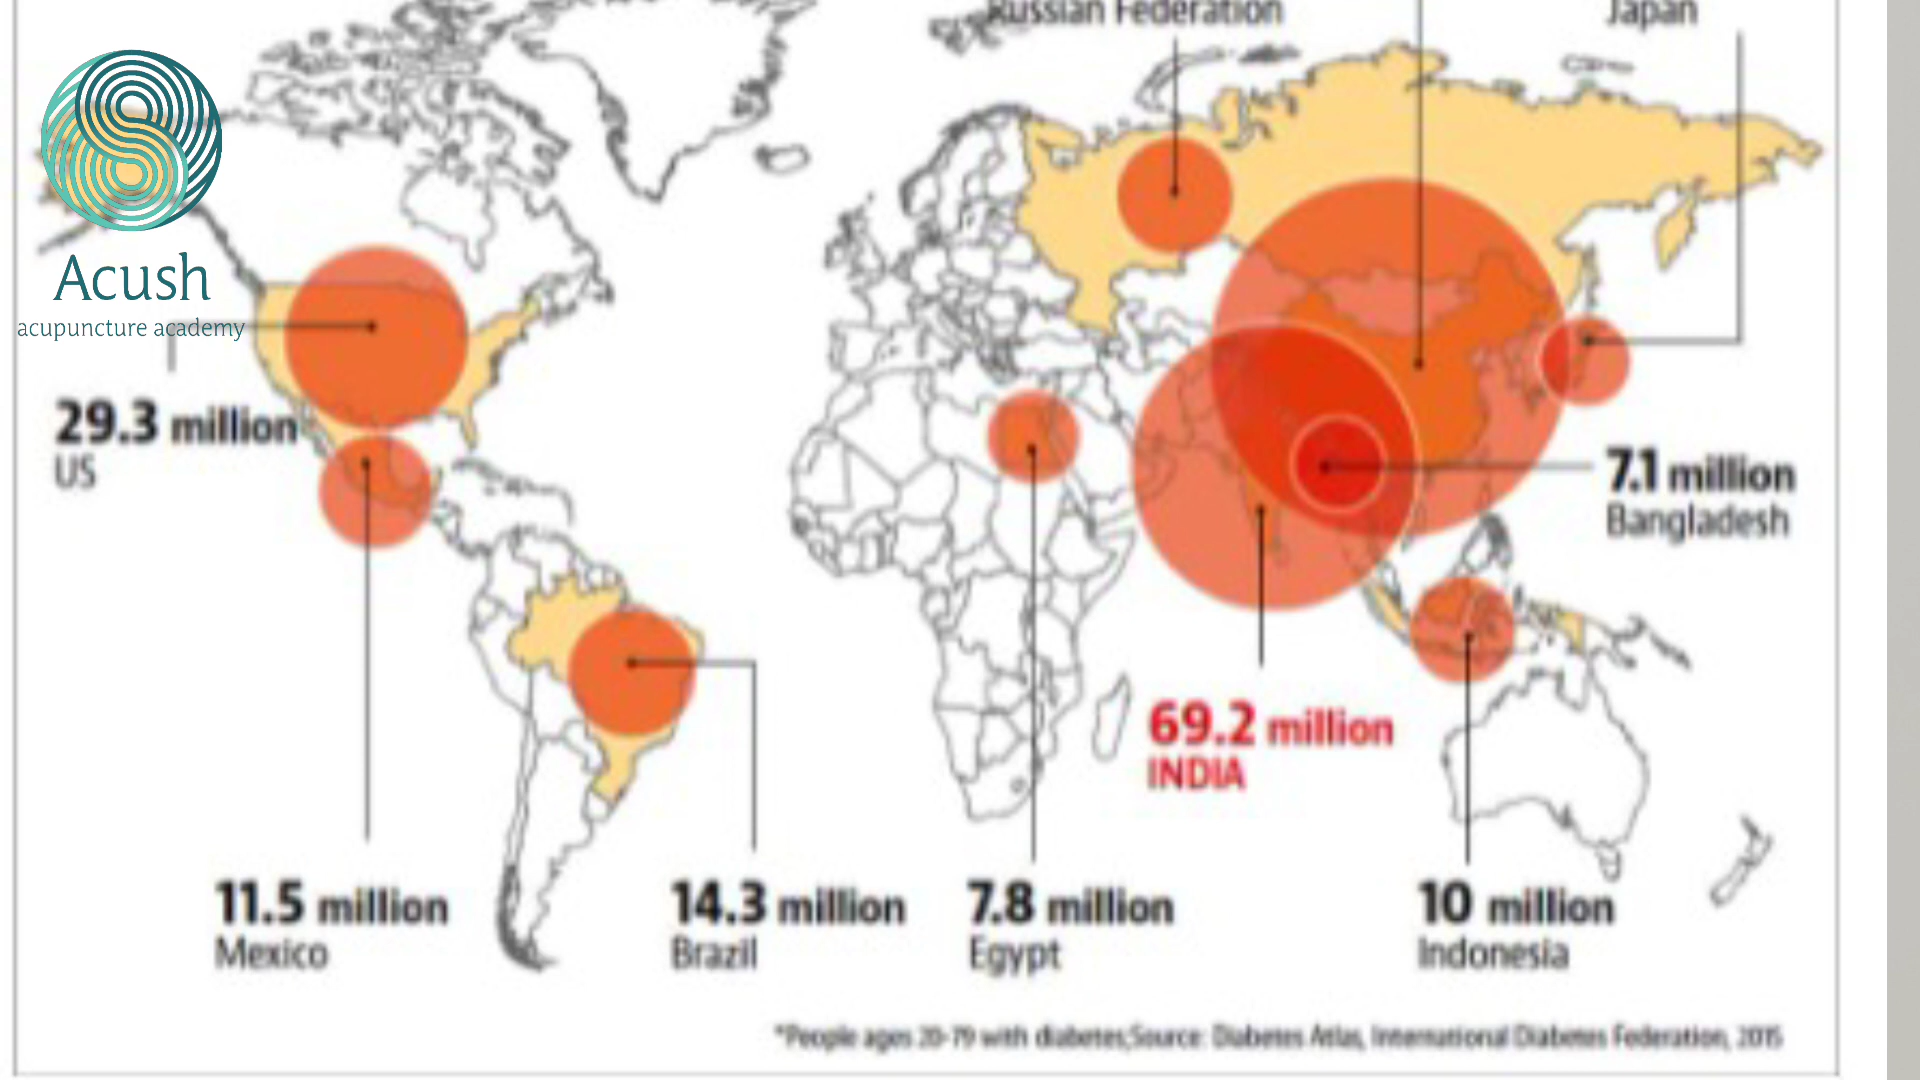 Russian Federation
Japan
Acush
acupuncture academy
29.3 million
US
7.1 million
Bangladesh
69.2 million
INDIA
11.5 million
Mexico
14.3 million
Brazil
7.8 million
Egypt
10 million
Indonesia
*People ages 20-79 with diabetes;Source: Diabetes Atlas, International Diabetes Federation, 2015